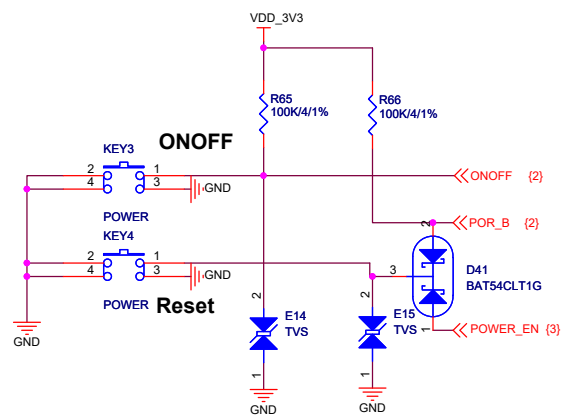 VDD_3V3
R65
100K/4/1%
R66
100K/4/1%
ONOFF
KEY3
2 1
4 3
GND
ONOFF {2}
POWER
2
POR_B {2}
KEY4
2 1
4 3
GND
3
D41
BAT54CLT1G
POWER
Reset
2
E14
TVS
2
E15
TVS
1
POWER_EN {3}
GND
1
1
GND
GND